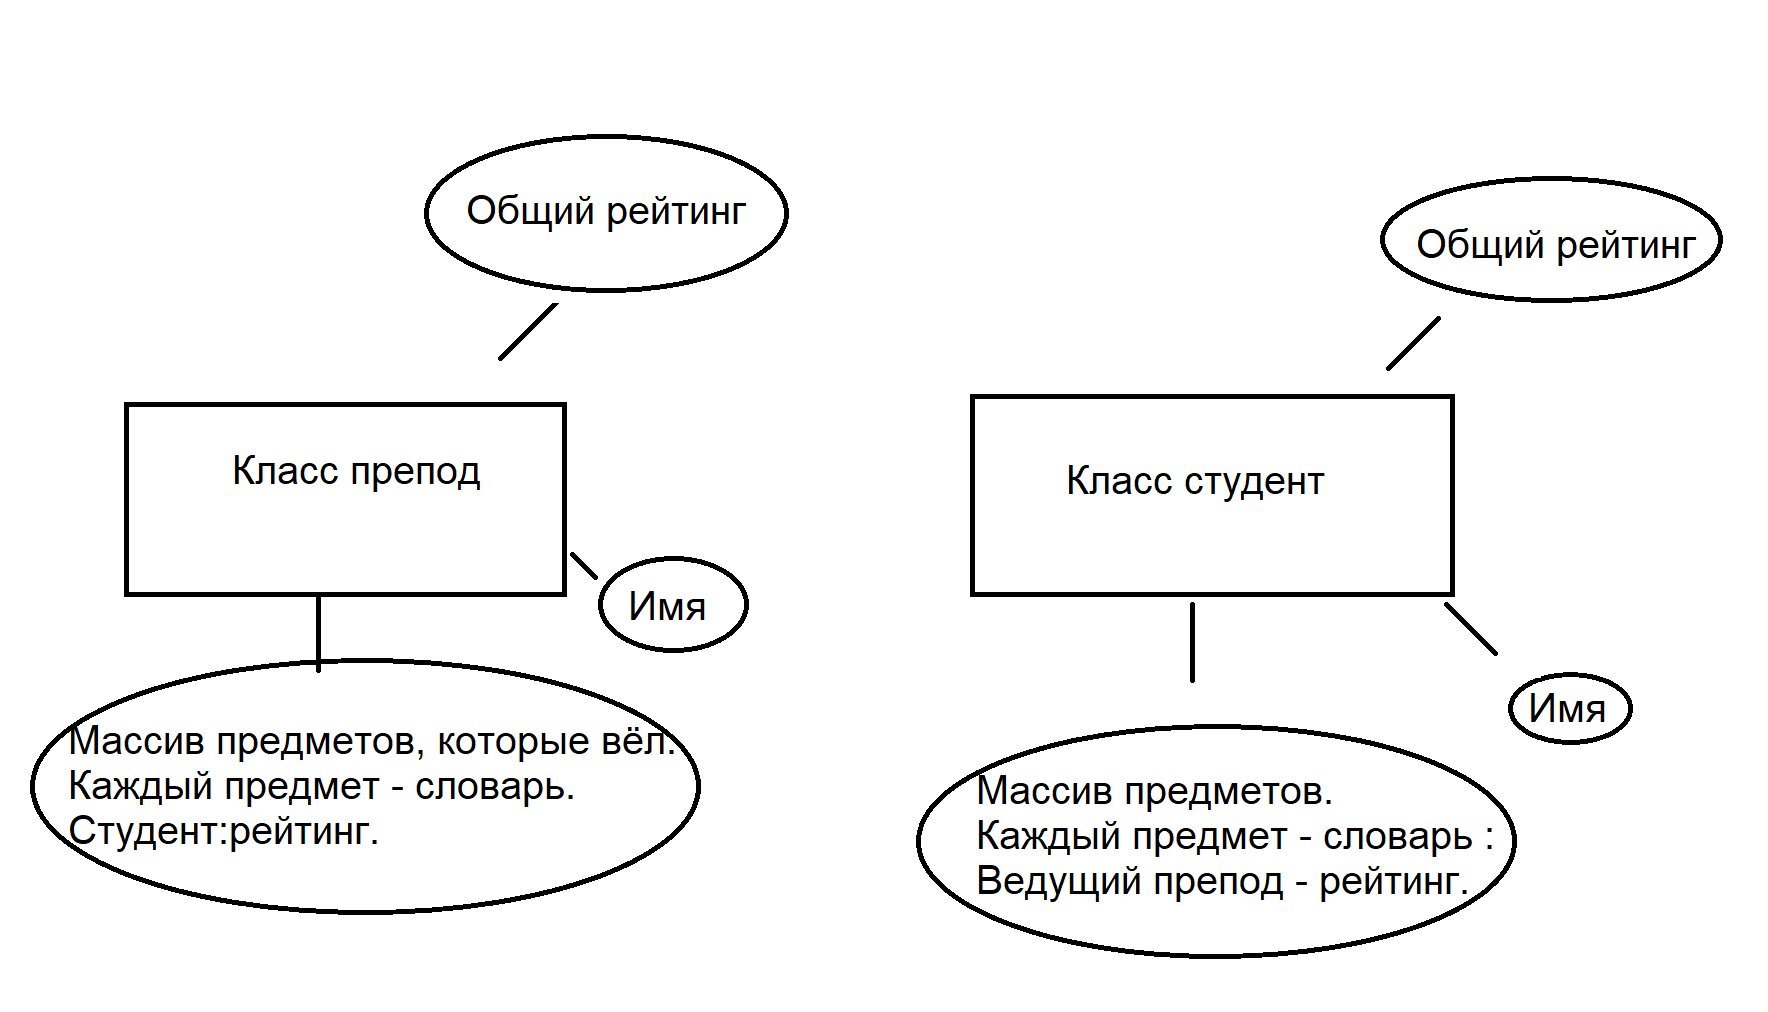 Общий рейтинг
Класс препод
Имя
Массив предметов, которые вёл.
Каждый предмет - словарь.
Студент:рейтинг.
Общий рейтинг
Класс студент
Имя
Массив предметов.
Каждый предмет - словарь :
Ведущий препод - рейтинг.